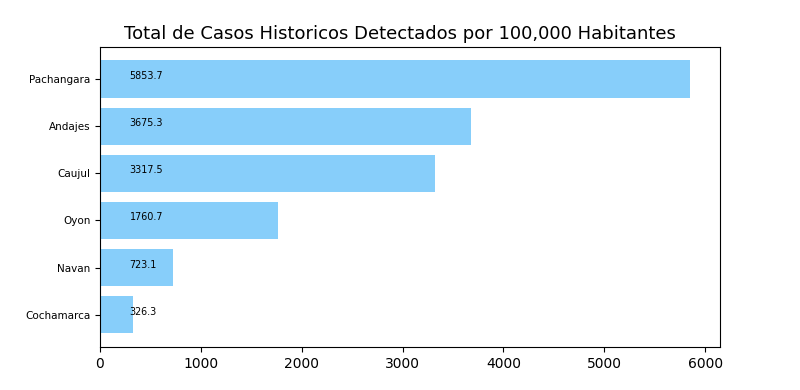 Total de Casos Historicos Detectados por 100,000 Habitantes
Pachangara 5853.7
Andajes 3675.3
Caujul 3317.5
Oyon 1760.7
Navan 723.1
Cochamarca 326.3
0 1000 2000 3000 4000 5000 6000